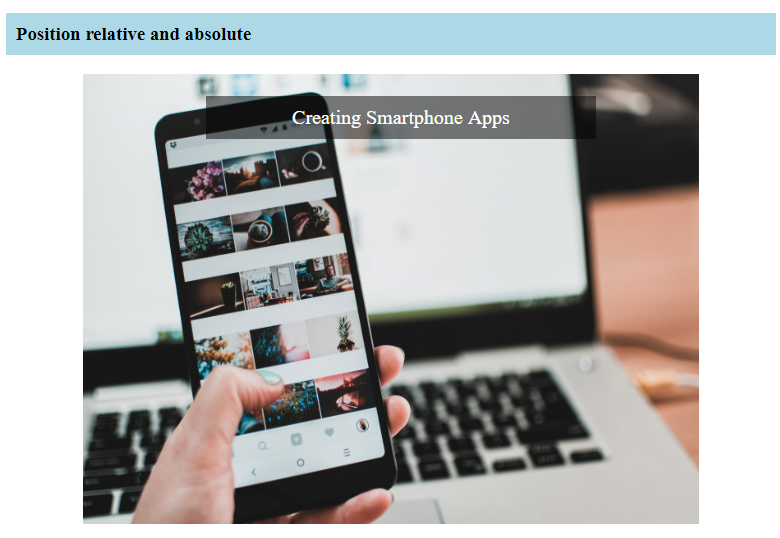 Position relative and absolute
Creating Smartphone Apps